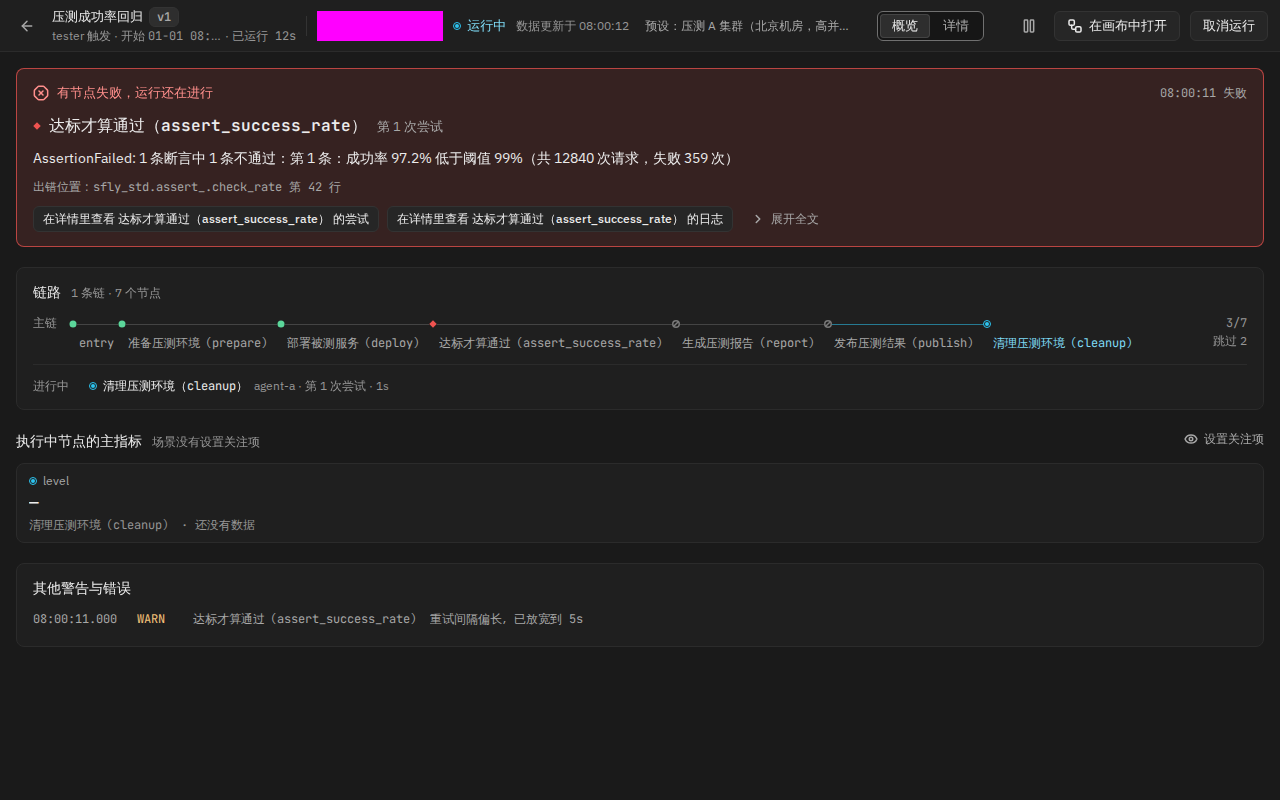 压测成功率回归 v1
tester 触发 · 开始 01-01 08:… · 已运行 12s
运行中 数据更新于 08:00:12 预设：压测 A 集群（北京机房，高并…
概览 详情
在画布中打开 取消运行
有节点失败，运行还在进行 08:00:11 失败
达标才算通过（assert_success_rate） 第 1 次尝试
AssertionFailed: 1 条断言中 1 条不通过：第 1 条：成功率 97.2% 低于阈值 99%（共 12840 次请求，失败 359 次）
出错位置：sfly_std.assert_.check_rate 第 42 行
在详情里查看 达标才算通过（assert_success_rate） 的尝试 在详情里查看 达标才算通过（assert_success_rate） 的日志 展开全文
链路 1 条链 · 7 个节点
主链 3/7
entry 准备压测环境（prepare） 部署被测服务（deploy） 达标才算通过（assert_success_rate） 生成压测报告（report） 发布压测结果（publish） 清理压测环境（cleanup） 跳过 2
进行中 清理压测环境（cleanup） agent-a · 第 1 次尝试 · 1s
执行中节点的主指标 场景没有设置关注项 设置关注项
level
—
清理压测环境（cleanup） · 还没有数据
其他警告与错误
08:00:11.000 WARN 达标才算通过（assert_success_rate） 重试间隔偏长，已放宽到 5s